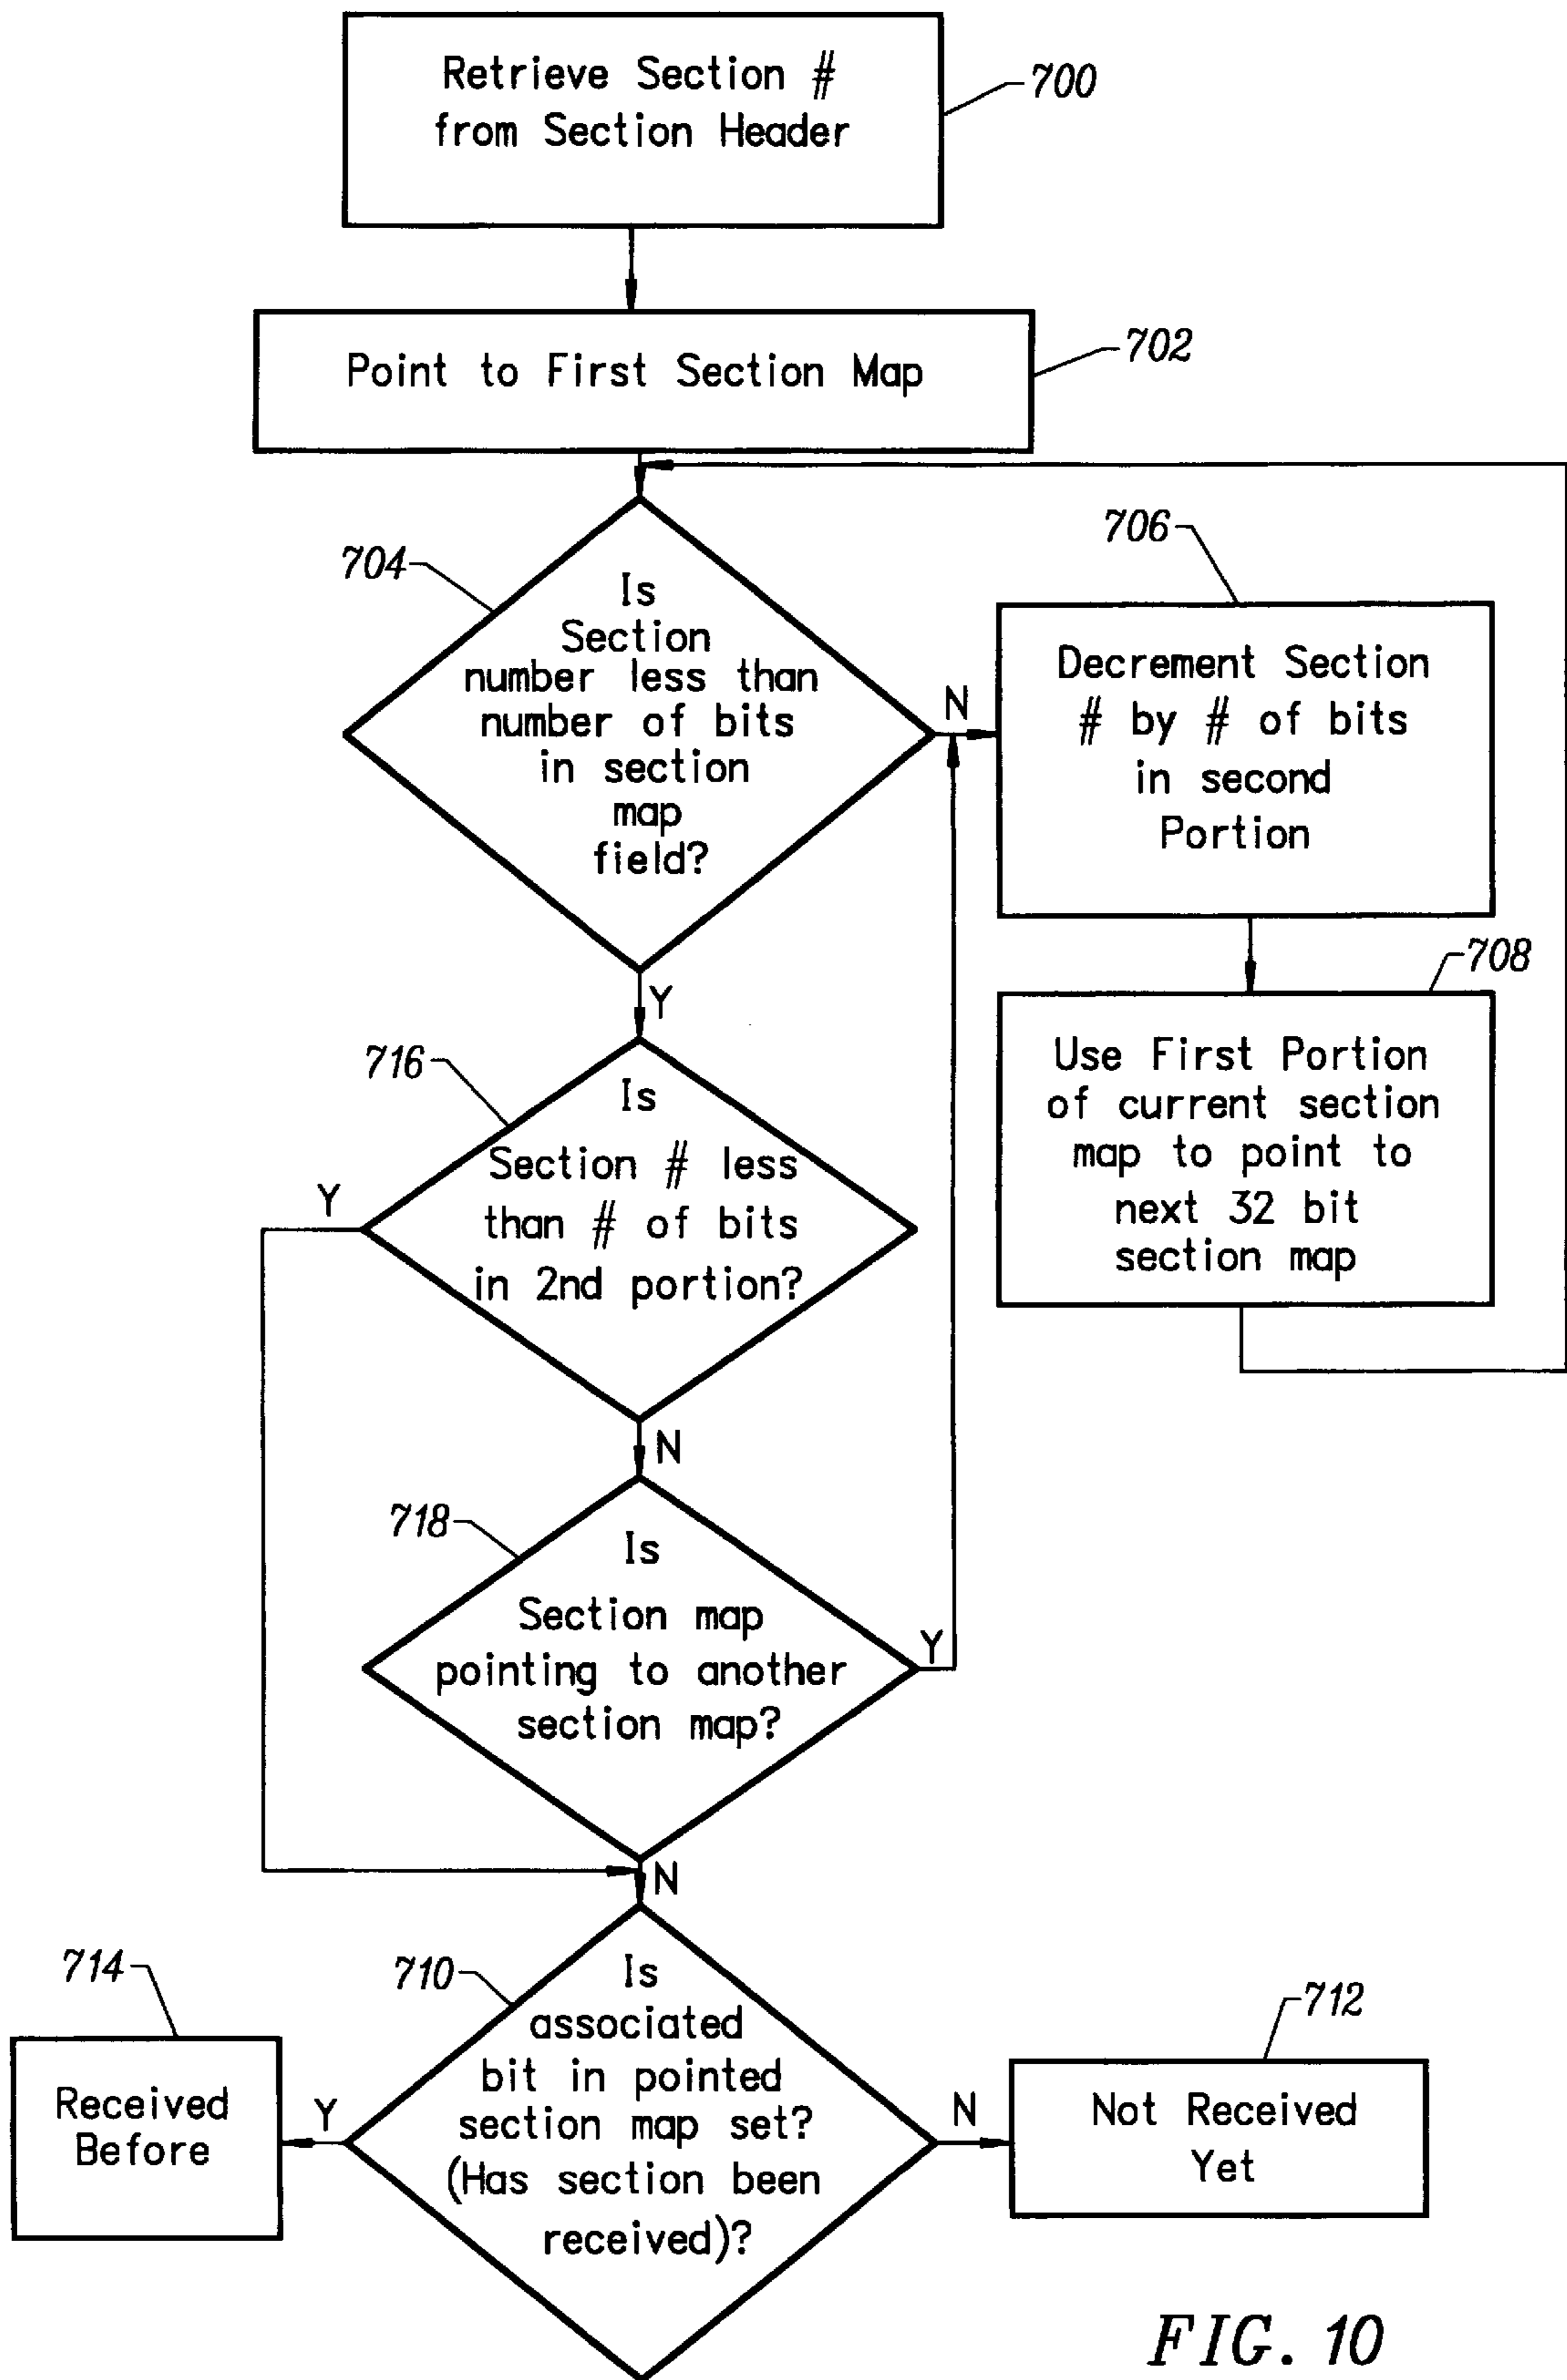 Retrieve Section #
from Section Header
700
Point to First Section Map
702
704
Is
Section
number less than
number of bits
in section
map
field?
N
706
Decrement Section
# by # of bits
in second
Portion
Y
708
Use First Portion
of current section
map to point to
next 32 bit
section map
716
Is
Section # less
than # of bits
in 2nd portion?
Y
N
718
Is
Section map
pointing to another
section map?
Y
N
714
Received
Before
Y
710
Is
associated
bit in pointed
section map set?
(Has section been
received)?
N
712
Not Received
Yet
FIG. 10